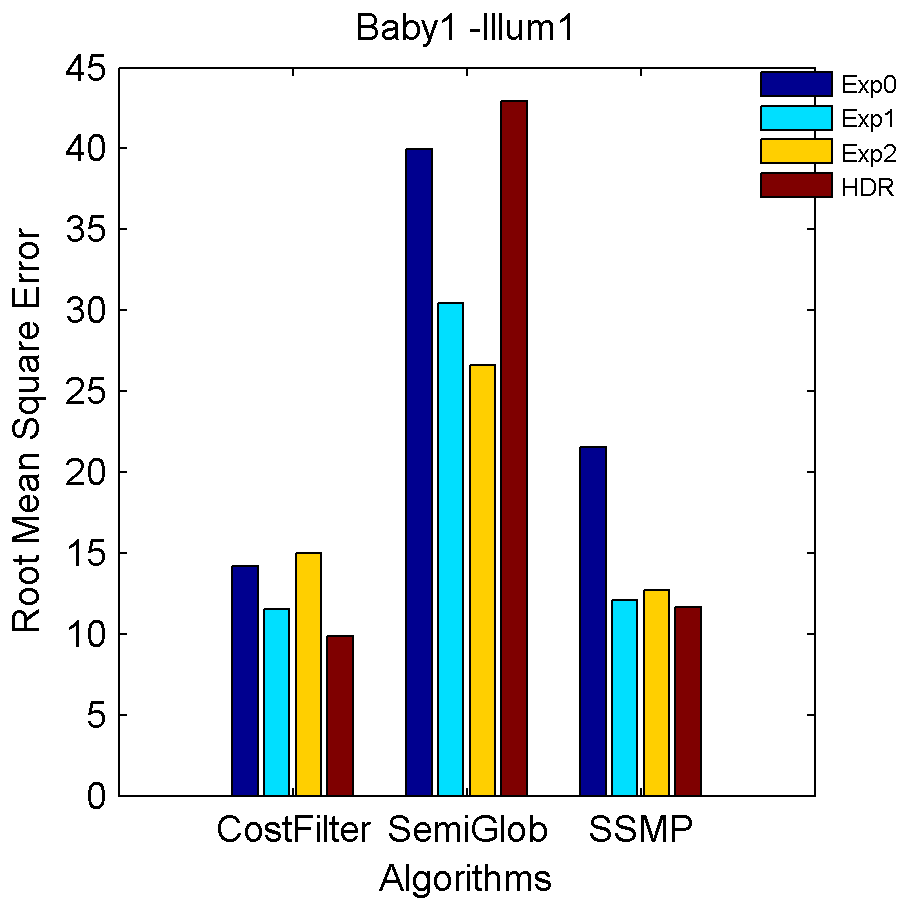 Baby1 -Illum1
45
40
35
30
25
20
15
10
5
0
Root Mean Square Error
Exp0
Exp1
Exp2
HDR
CostFilter SemiGlob SSMP
Algorithms